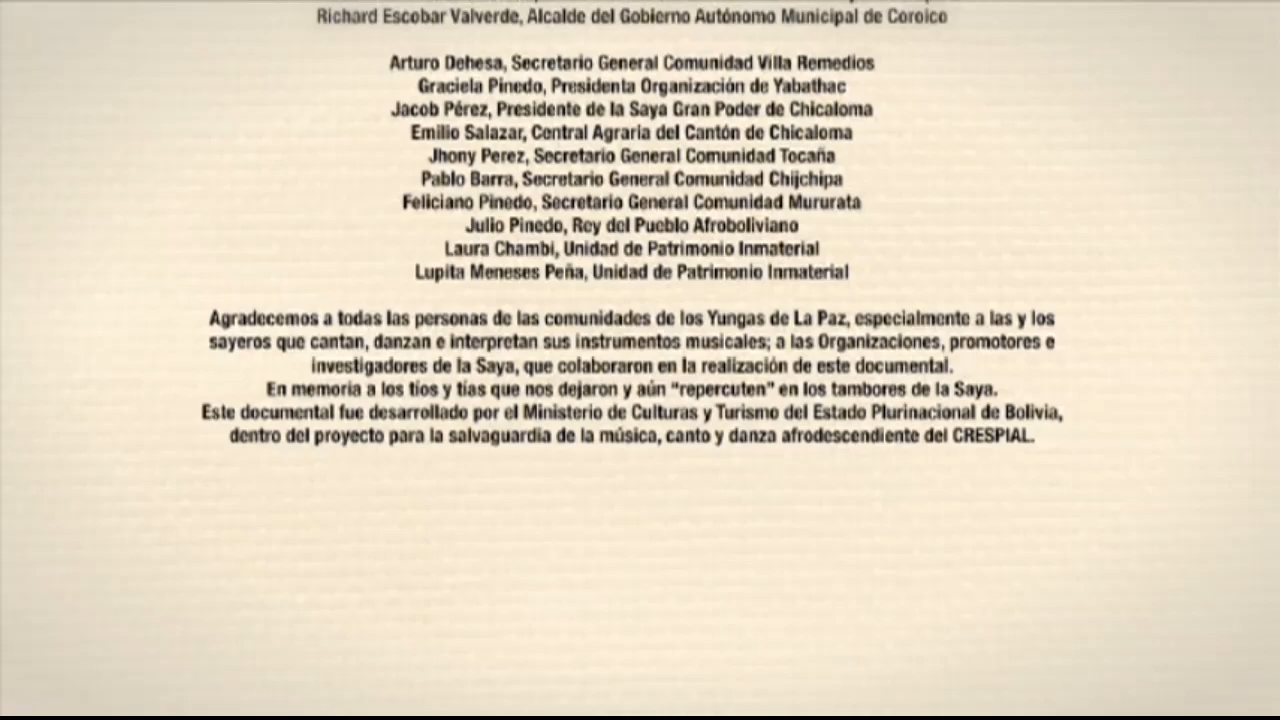 Richard Escobar Valverde, Alcalde del Gobierno Autónomo Municipal de Coroico
Arturo Dehesa, Secretario General Comunidad Villa Remedios
Graciela Pinedo, Presidenta Organización de Yabathac
Jacob Pérez, Presidente de la Saya Gran Poder de Chicaloma
Emilio Salazar, Central Agraria del Cantón de Chicaloma
Jhony Perez, Secretario General Comunidad Tocaña
Pablo Barra, Secretario General Comunidad Chijchipa
Feliciano Pinedo, Secretario General Comunidad Mururata
Julio Pinedo, Rey del Pueblo Afroboliviano
Laura Chambi, Unidad de Patrimonio Inmaterial
Lupita Meneses Peña, Unidad de Patrimonio Inmaterial
Agradecemos a todas las personas de las comunidades de los Yungas de La Paz, especialmente a las y los
sayeros que cantan, danzan e interpretan sus instrumentos musicales; a las Organizaciones, promotores e
investigadores de la Saya, que colaboraron en la realización de este documental.
En memoria a los tíos y tías que nos dejaron y aún "repercuten" en los tambores de la Saya.
Este documental fue desarrollado por el Ministerio de Culturas y Turismo del Estado Plurinacional de Bolivia,
dentro del proyecto para la salvaguardia de la música, canto y danza afrodescendiente del CRESPIAL.